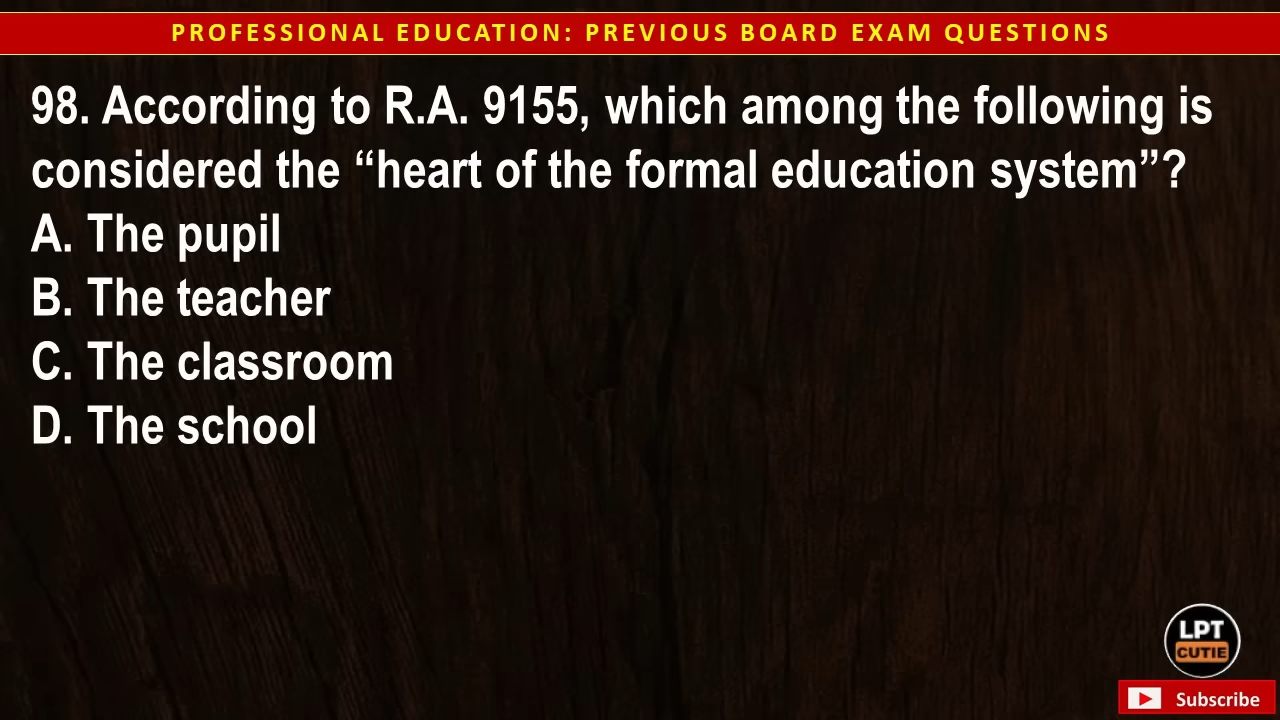 PROFESSIONAL EDUCATION: PREVIOUS BOARD EXAM QUESTIONS
98. According to R.A. 9155, which among the following is
considered the “heart of the formal education system”?
A. The pupil
B. The teacher
C. The classroom
D. The school
LPT
CUTIE
Subscribe